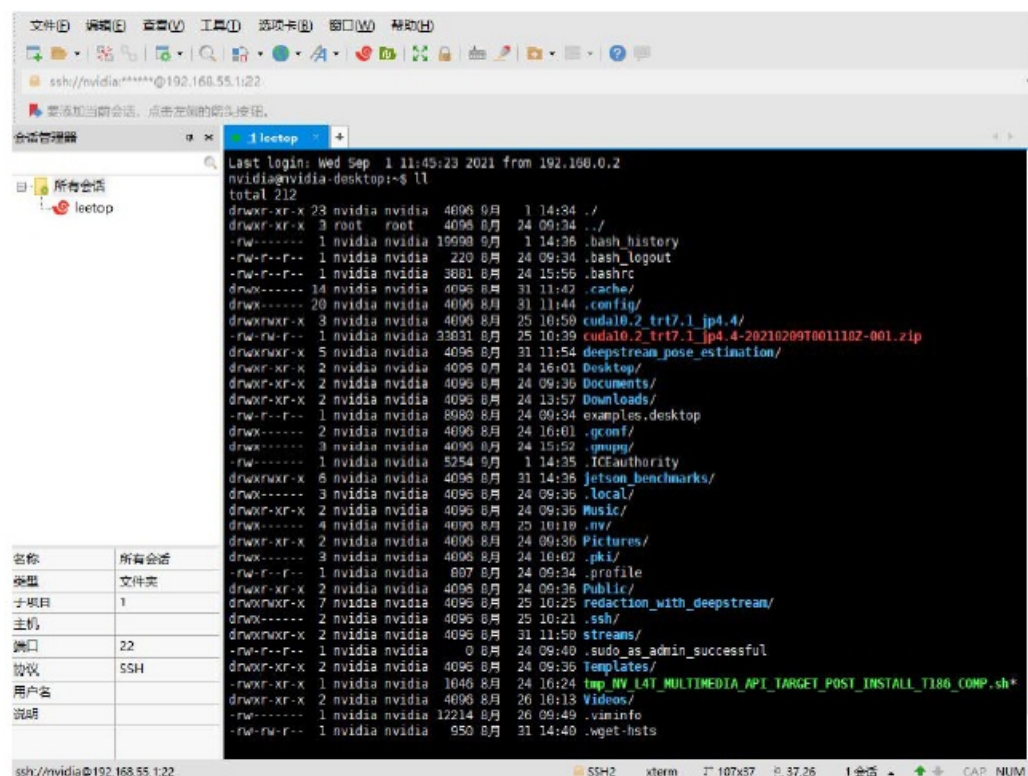 文件(F) 编辑(E) 查看(V) 工具(T) 选项卡(B) 窗口(W) 帮助(H)
ssh://nvidia:******@192.168.55.1:22
要添加当前会话，点击左侧的箭头按钮。
会话管理器
1 leetop
所有会话
leetop
Last login: Wed Sep  1 11:45:23 2021 from 192.168.0.2
nvidia@nvidia-desktop:~$ ll
total 212
drwxr-xr-x 23 nvidia nvidia  4096 9月   1 14:34 ./
drwxr-xr-x  3 root   root    4096 8月  24 09:34 ../
-rw-------  1 nvidia nvidia 19998 9月   1 14:36 .bash_history
-rw-r--r--  1 nvidia nvidia   220 8月  24 09:34 .bash_logout
-rw-r--r--  1 nvidia nvidia  3881 8月  24 15:56 .bashrc
drwx------ 14 nvidia nvidia  4096 8月  31 11:42 .cache/
drwx------ 20 nvidia nvidia  4096 8月  31 11:44 .config/
drwxrwxr-x  3 nvidia nvidia  4096 8月  25 10:50 cuda10.2_trt7.1_jp4.4/
-rw-rw-r--  1 nvidia nvidia 33831 8月  25 10:39 cuda10.2_trt7.1_jp4.4-20210209T001118Z-001.zip
drwxrwxr-x  5 nvidia nvidia  4096 8月  31 11:54 deepstream_pose_estimation/
drwxr-xr-x  2 nvidia nvidia  4096 8月  24 16:01 Desktop/
drwxr-xr-x  2 nvidia nvidia  4096 8月  24 09:36 Documents/
drwxr-xr-x  2 nvidia nvidia  4096 8月  24 13:57 Downloads/
-rw-r--r--  1 nvidia nvidia  8980 8月  24 09:34 examples.desktop
drwx------  2 nvidia nvidia  4096 8月  24 16:01 .gconf/
drwx------  3 nvidia nvidia  4096 8月  24 15:52 .gnupg/
-rw-------  1 nvidia nvidia  5254 9月   1 14:35 .ICEauthority
drwxrwxr-x  6 nvidia nvidia  4096 8月  31 14:36 jetson_benchmarks/
drwx------  3 nvidia nvidia  4096 8月  24 09:36 .local/
drwxr-xr-x  2 nvidia nvidia  4096 8月  24 09:36 Music/
drwx------  4 nvidia nvidia  4096 8月  25 10:10 .nv/
drwxr-xr-x  2 nvidia nvidia  4096 8月  24 09:36 Pictures/
drwx------  3 nvidia nvidia  4096 8月  24 10:02 .pki/
-rw-r--r--  1 nvidia nvidia   807 8月  24 09:34 .profile
drwxr-xr-x  2 nvidia nvidia  4096 8月  24 09:36 Public/
drwxrwxr-x  7 nvidia nvidia  4096 8月  25 10:25 redaction_with_deepstream/
drwx------  2 nvidia nvidia  4096 8月  25 10:21 .ssh/
drwxrwxr-x  2 nvidia nvidia  4096 8月  31 11:50 streams/
-rw-r--r--  1 nvidia nvidia     0 8月  24 09:40 .sudo_as_admin_successful
drwxr-xr-x  2 nvidia nvidia  4096 8月  24 09:36 Templates/
-rwxr-xr-x  1 nvidia nvidia  1046 8月  24 16:24 tmp_NV_L4T_MULTIMEDIA_API_TARGET_POST_INSTALL_T186_COMP.sh*
drwxr-xr-x  2 nvidia nvidia  4096 8月  26 10:13 Videos/
-rw-------  1 nvidia nvidia 12214 8月  26 09:49 .viminfo
-rw-rw-r--  1 nvidia nvidia   950 8月  31 14:40 .wget-hsts
名称 所有会话
类型 文件夹
子项目 1
主机
端口 22
协议 SSH
用户名
说明
ssh://nvidia@192.168.55.1:22 SSH2 xterm 107x37 37,26 1会话 CAP NUM